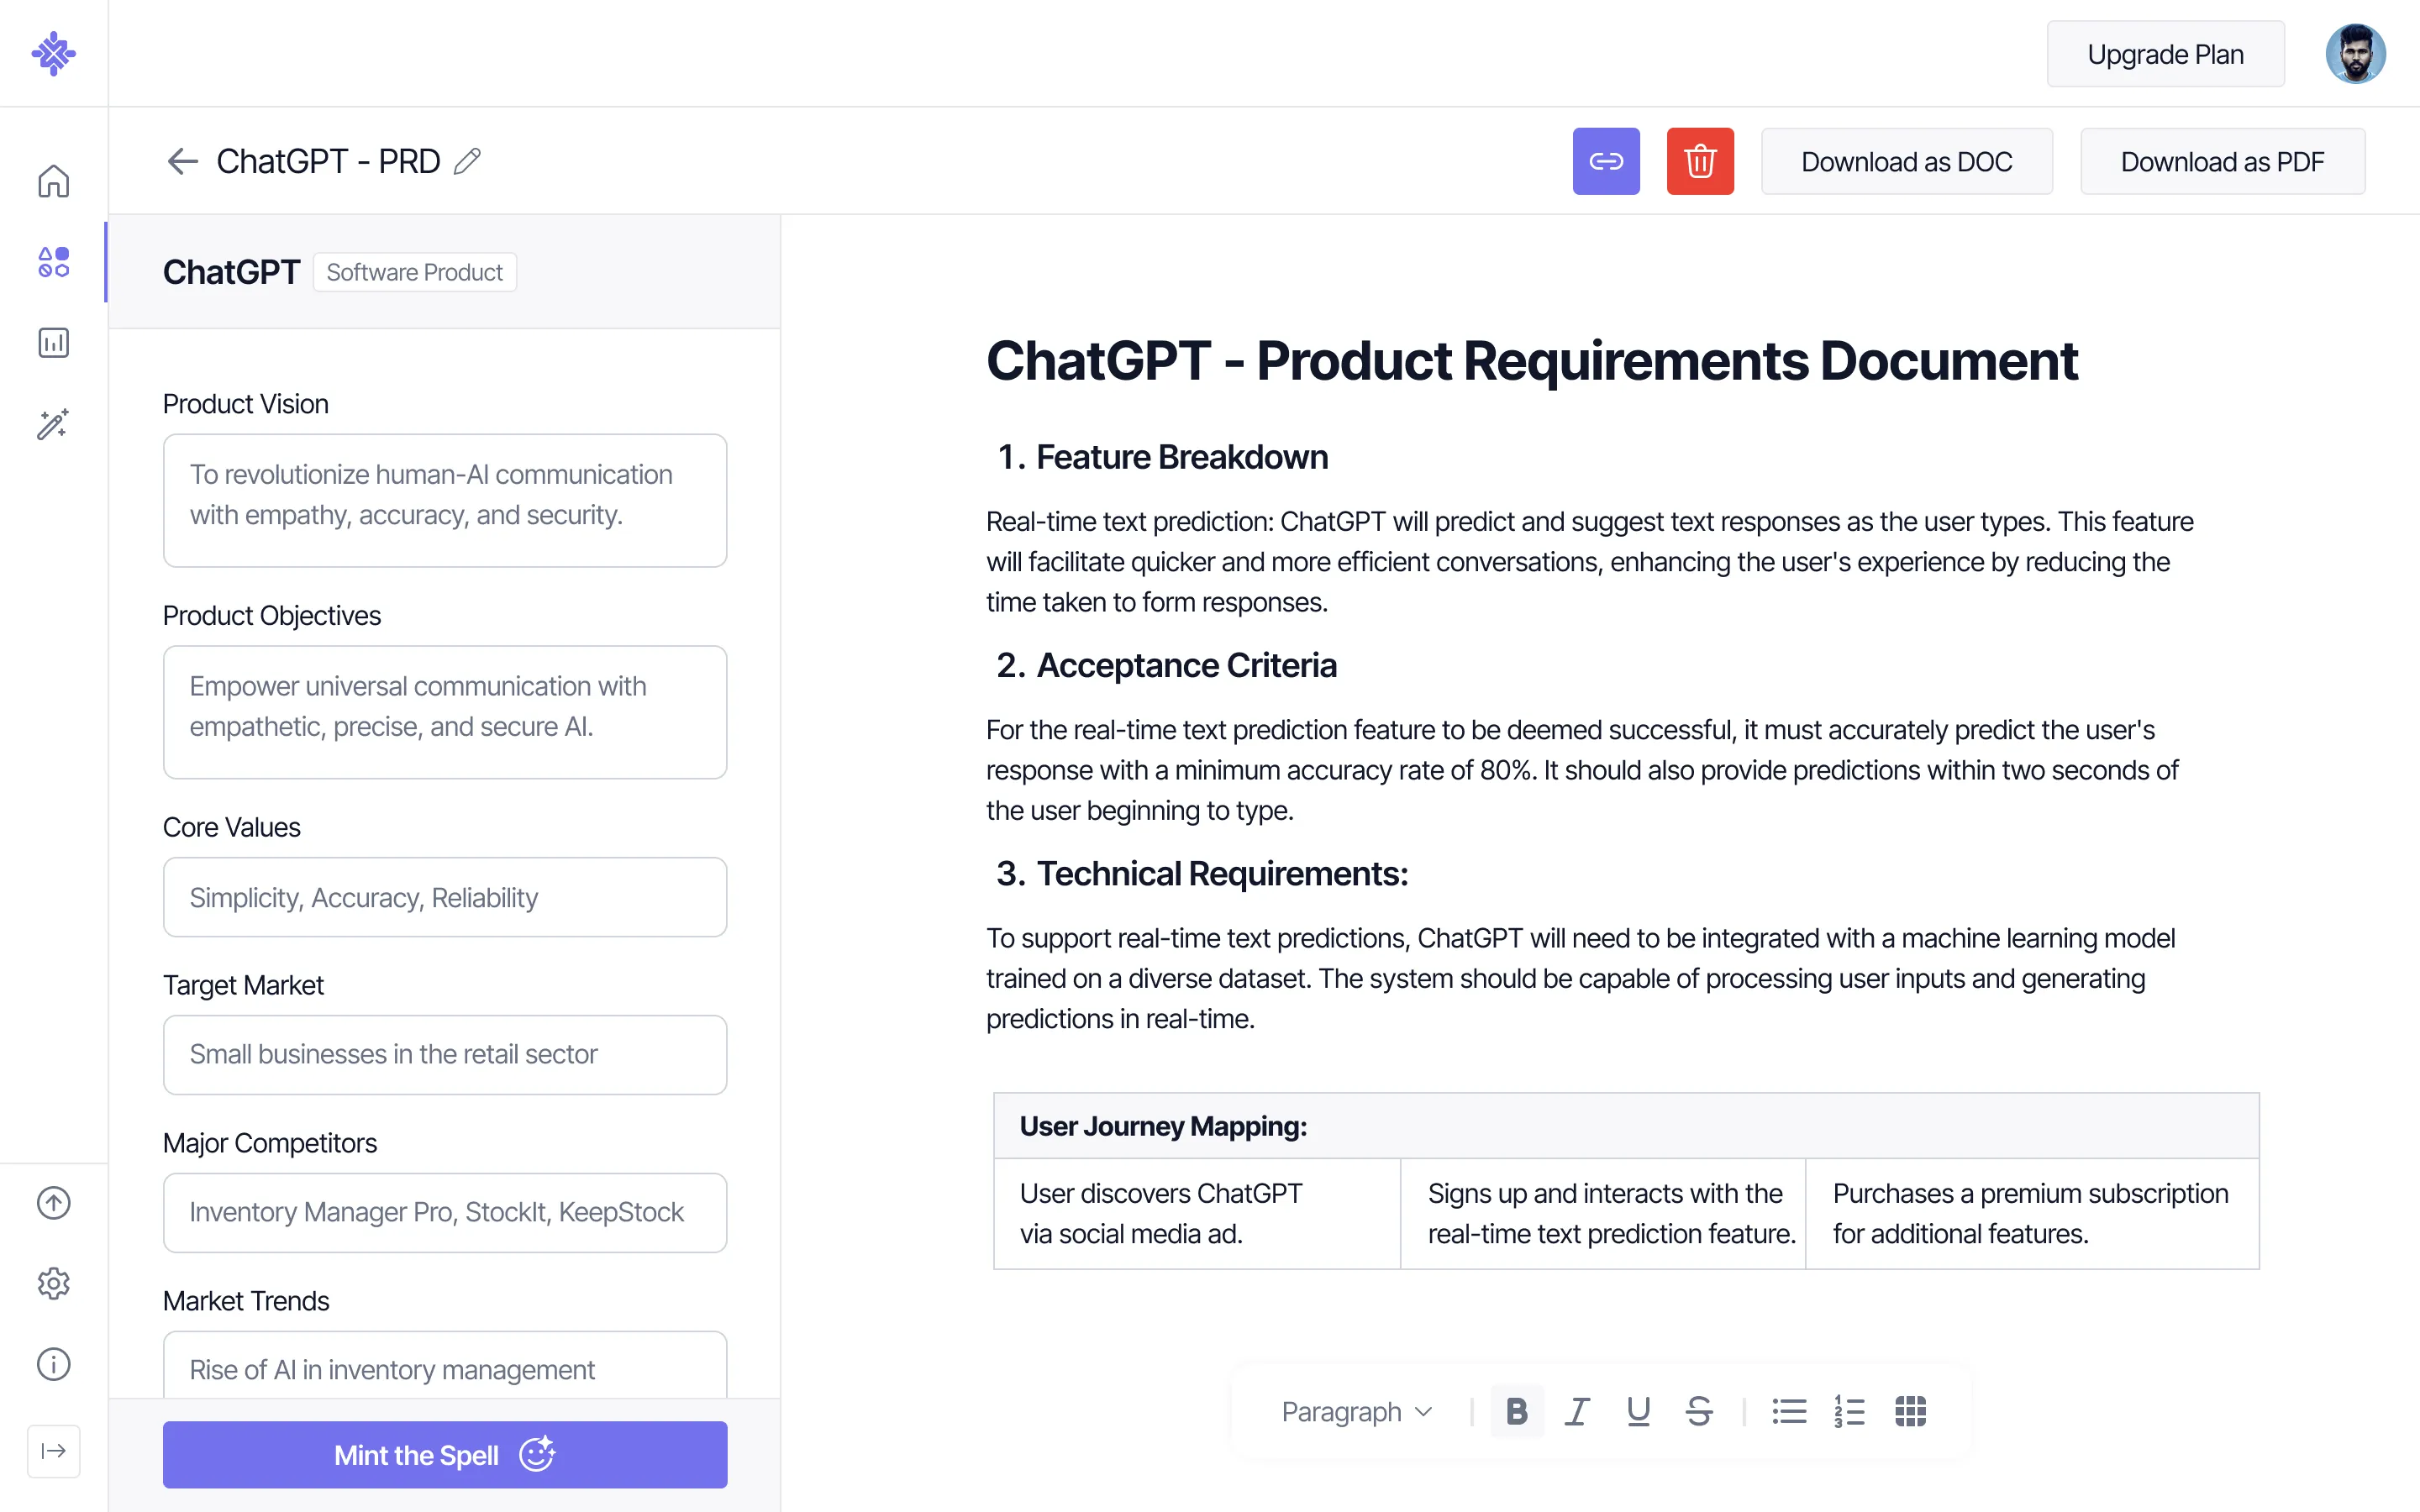 Upgrade Plan
ChatGPT - PRD
Download as DOC
Download as PDF
ChatGPT
Software Product
Product Vision
To revolutionize human-AI communication
with empathy, accuracy, and security.
Product Objectives
Empower universal communication with
empathetic, precise, and secure AI.
Core Values
Simplicity, Accuracy, Reliability
Target Market
Small businesses in the retail sector
Major Competitors
Inventory Manager Pro, StockIt, KeepStock
Market Trends
Rise of AI in inventory management
Mint the Spell
ChatGPT - Product Requirements Document
1. Feature Breakdown
Real-time text prediction: ChatGPT will predict and suggest text responses as the user types. This feature
will facilitate quicker and more efficient conversations, enhancing the user's experience by reducing the
time taken to form responses.
2. Acceptance Criteria
For the real-time text prediction feature to be deemed successful, it must accurately predict the user's
response with a minimum accuracy rate of 80%. It should also provide predictions within two seconds of
the user beginning to type.
3. Technical Requirements:
To support real-time text predictions, ChatGPT will need to be integrated with a machine learning model
trained on a diverse dataset. The system should be capable of processing user inputs and generating
predictions in real-time.
User Journey Mapping:
User discovers ChatGPT
via social media ad.
Signs up and interacts with the
real-time text prediction feature.
Purchases a premium subscription
for additional features.
Paragraph